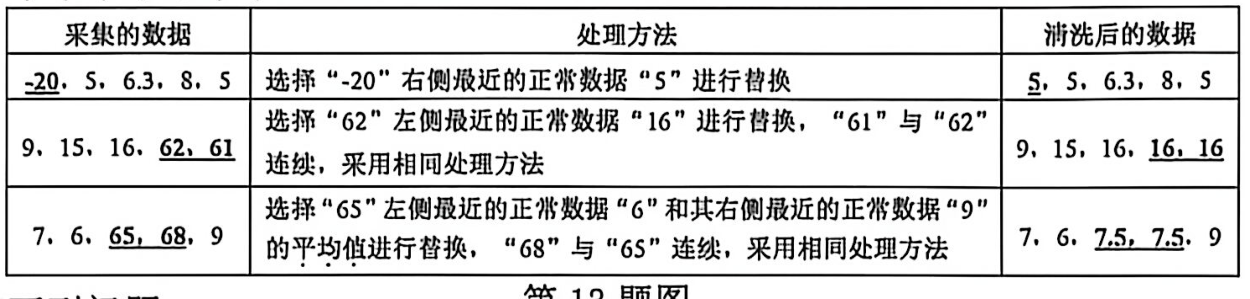 采集的数据 处理方法 清洗后的数据
-20，5，6.3，8，5 选择“-20”右侧最近的正常数据“5”进行替换 5，5，6.3，8，5
9，15，16，62，61 选择“62”左侧最近的正常数据“16”进行替换，“61”与“62”
连续，采用相同处理方法 9，15，16，16，16
7，6，65，68，9 选择“65”左侧最近的正常数据“6”和其右侧最近的正常数据“9”
的平均值进行替换，“68”与“65”连续，采用相同处理方法 7，6，7.5，7.5，9